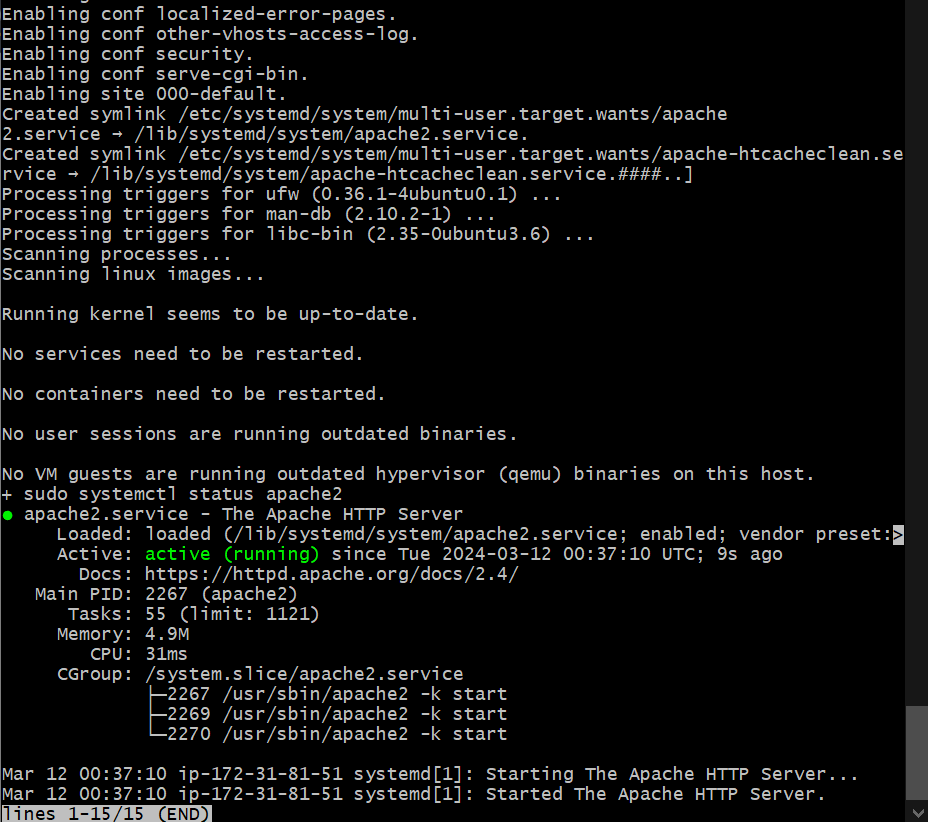 Enabling conf localized-error-pages.
Enabling conf other-vhosts-access-log.
Enabling conf security.
Enabling conf serve-cgi-bin.
Enabling site 000-default.
Created symlink /etc/systemd/system/multi-user.target.wants/apache
2.service → /lib/systemd/system/apache2.service.
Created symlink /etc/systemd/system/multi-user.target.wants/apache-htcacheclean.se
rvice → /lib/systemd/system/apache-htcacheclean.service.####..]
Processing triggers for ufw (0.36.1-4ubuntu0.1) ...
Processing triggers for man-db (2.10.2-1) ...
Processing triggers for libc-bin (2.35-0ubuntu3.6) ...
Scanning processes...
Scanning linux images...

Running kernel seems to be up-to-date.

No services need to be restarted.

No containers need to be restarted.

No user sessions are running outdated binaries.

No VM guests are running outdated hypervisor (qemu) binaries on this host.
+ sudo systemctl status apache2
● apache2.service - The Apache HTTP Server
     Loaded: loaded (/lib/systemd/system/apache2.service; enabled; vendor preset:>
     Active: active (running) since Tue 2024-03-12 00:37:10 UTC; 9s ago
       Docs: https://httpd.apache.org/docs/2.4/
   Main PID: 2267 (apache2)
      Tasks: 55 (limit: 1121)
     Memory: 4.9M
        CPU: 31ms
     CGroup: /system.slice/apache2.service
             ├─2267 /usr/sbin/apache2 -k start
             ├─2269 /usr/sbin/apache2 -k start
             └─2270 /usr/sbin/apache2 -k start

Mar 12 00:37:10 ip-172-31-81-51 systemd[1]: Starting The Apache HTTP Server...
Mar 12 00:37:10 ip-172-31-81-51 systemd[1]: Started The Apache HTTP Server.
lines 1-15/15 (END)